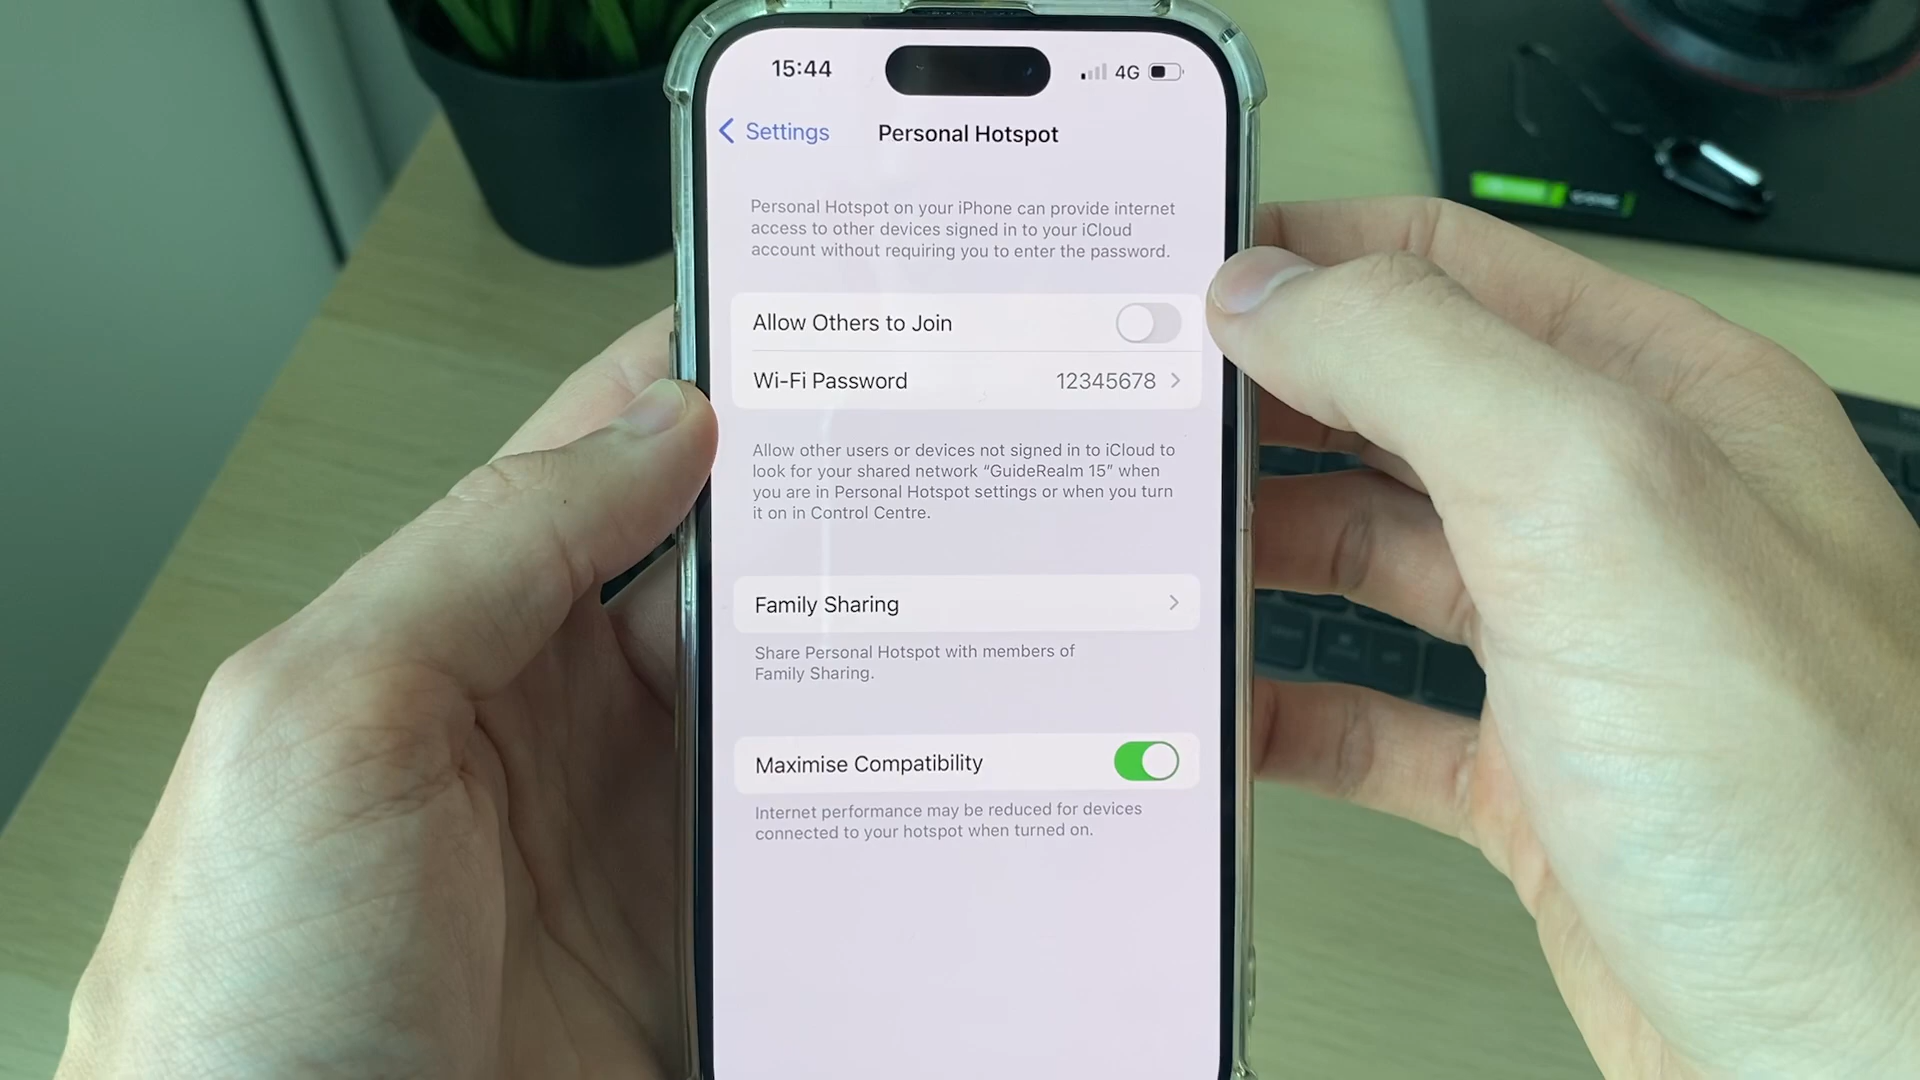 15:44
4G
Settings
Personal Hotspot
Personal Hotspot on your iPhone can provide internet
access to other devices signed in to your iCloud
account without requiring you to enter the password.
Allow Others to Join
Wi-Fi Password 12345678
Allow other users or devices not signed in to iCloud to
look for your shared network “GuideRealm 15” when
you are in Personal Hotspot settings or when you turn
it on in Control Centre.
Family Sharing
Share Personal Hotspot with members of
Family Sharing.
Maximise Compatibility
Internet performance may be reduced for devices
connected to your hotspot when turned on.